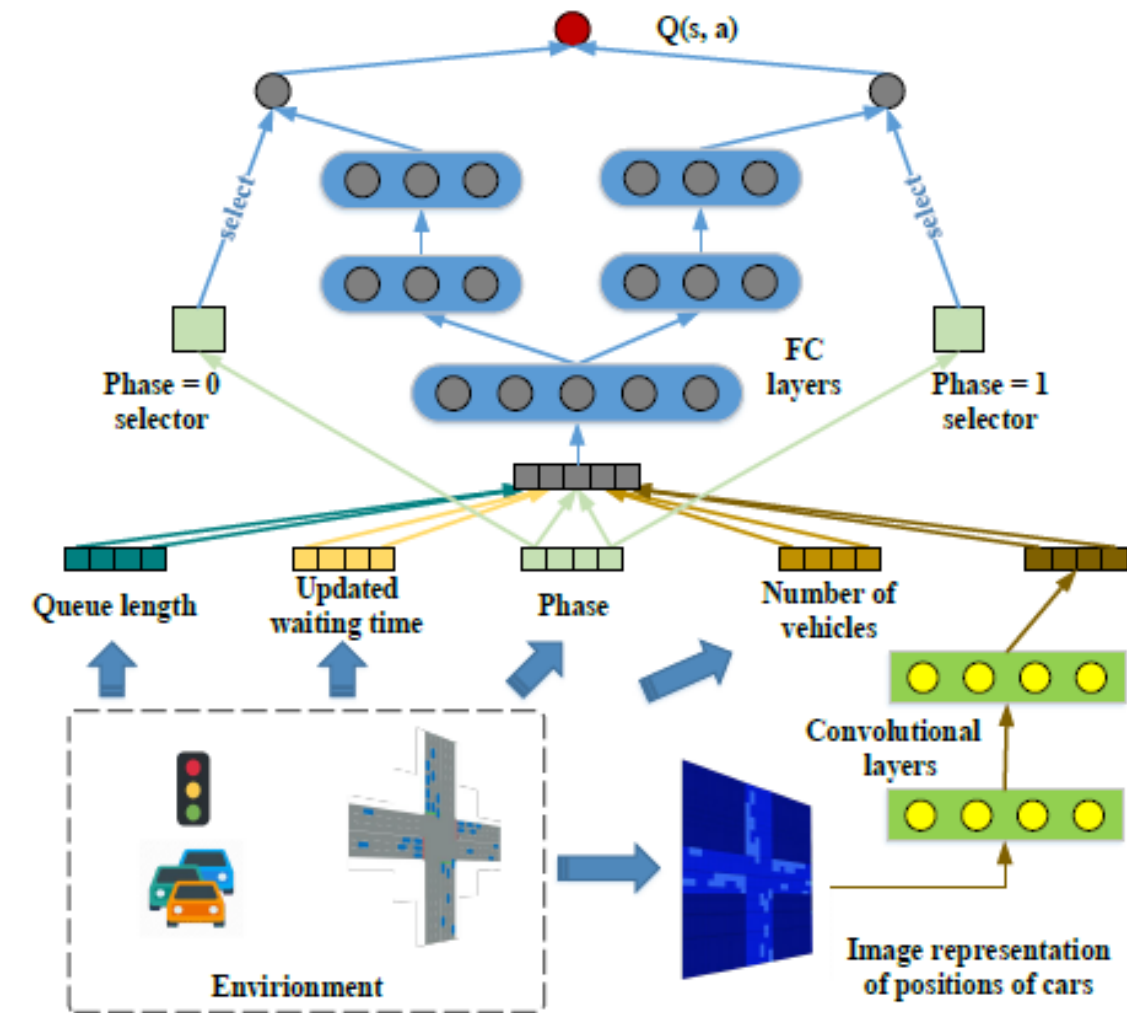 Q(s, a)
select
select
FC
layers
Phase = 0
selector
Phase = 1
selector
Queue length
Updated
waiting time
Phase
Number of
vehicles
Convolutional
layers
Envirionment
Image representation
of positions of cars